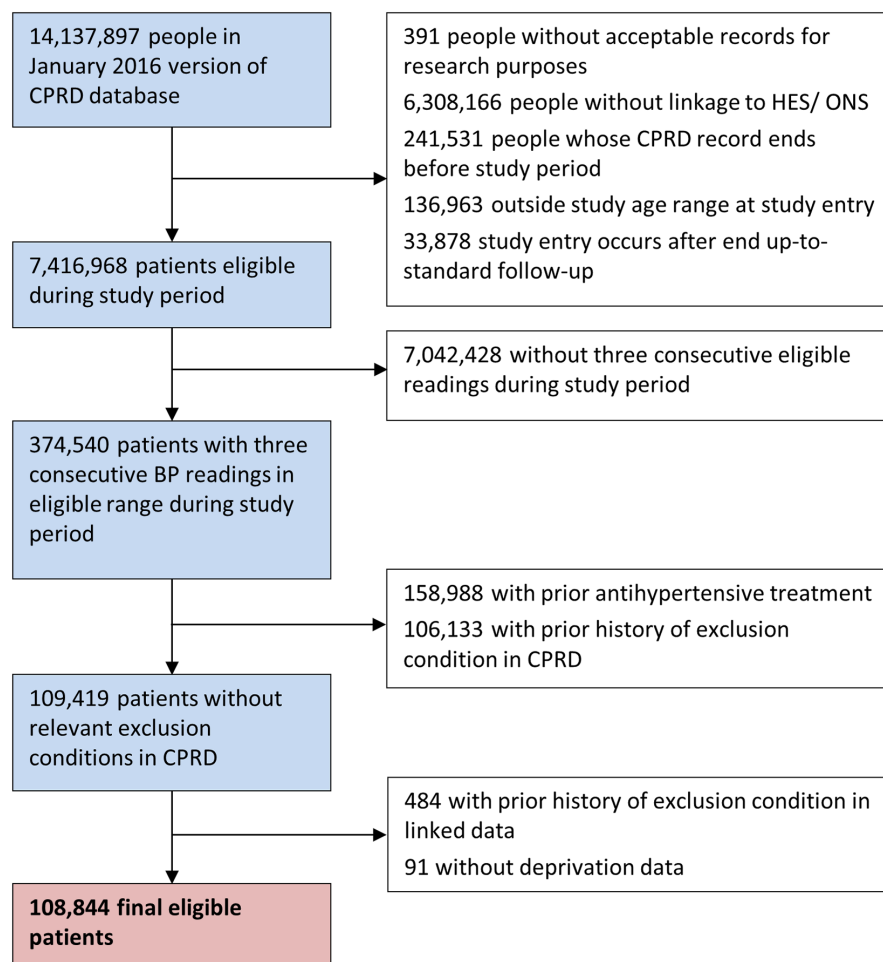 14,137,897 people in
January 2016 version of
CPRD database
391 people without acceptable records for
research purposes
6,308,166 people without linkage to HES/ ONS
241,531 people whose CPRD record ends
before study period
136,963 outside study age range at study entry
33,878 study entry occurs after end up-to-
standard follow-up
7,416,968 patients eligible
during study period
7,042,428 without three consecutive eligible
readings during study period
374,540 patients with three
consecutive BP readings in
eligible range during study
period
158,988 with prior antihypertensive treatment
106,133 with prior history of exclusion
condition in CPRD
109,419 patients without
relevant exclusion
conditions in CPRD
484 with prior history of exclusion condition in
linked data
91 without deprivation data
108,844 final eligible
patients